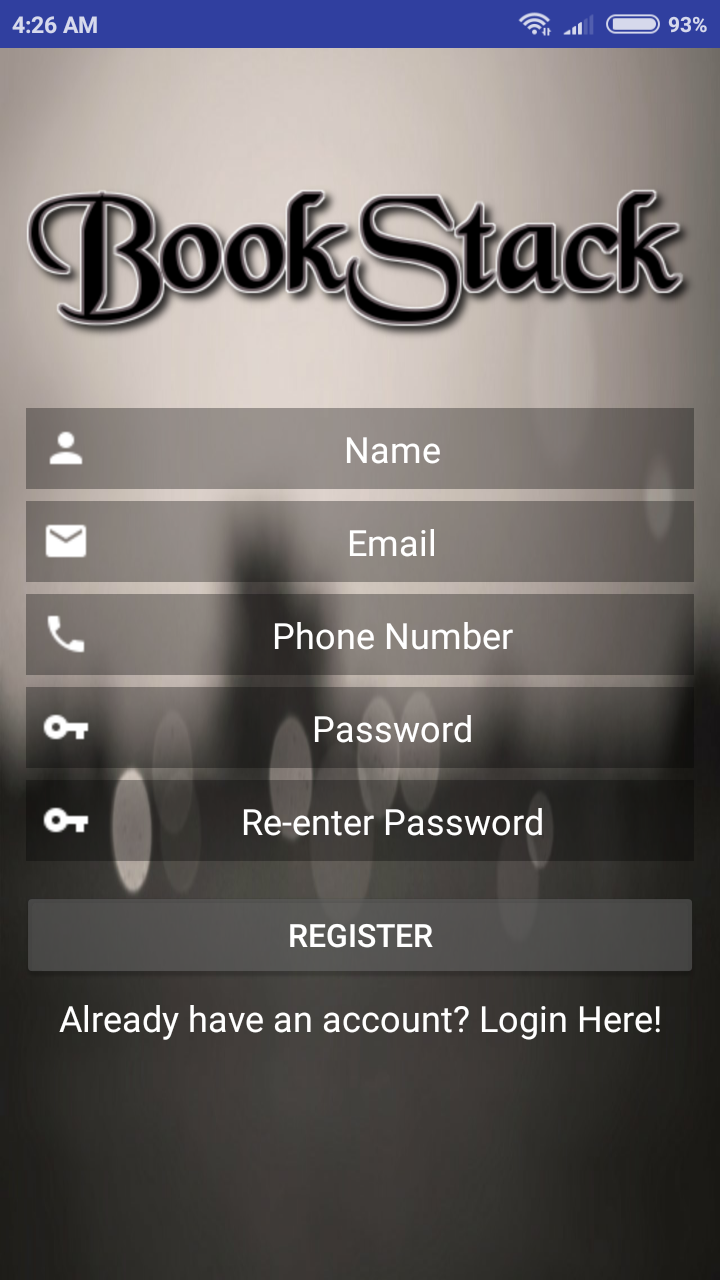 4:26 AM 93%
BookStack
Name
Email
Phone Number
Password
Re-enter Password
REGISTER
Already have an account? Login Here!